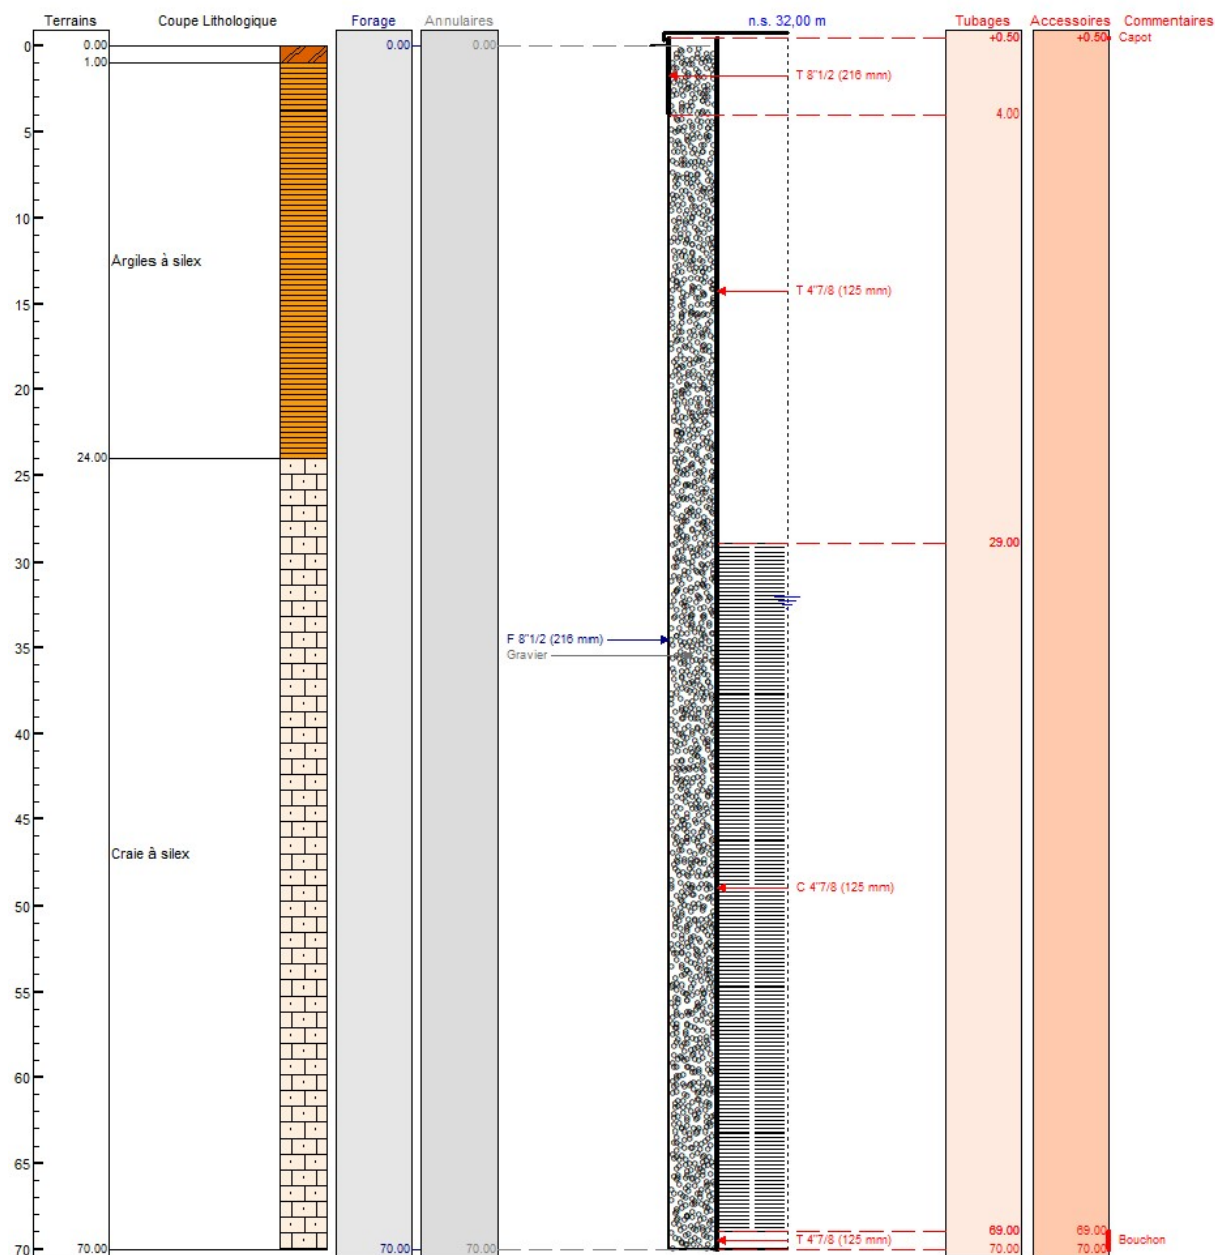 Terrains Coupe Lithologique Forage Annulaires n.s. 32,00 m Tubages Accessoires Commentaires
0 0.00 0.00 0.00 +0.50 +0.50 Capot
1.00
T 8"1/2 (216 mm)
4.00
5
10
Argiles à silex
15 T 4"7/8 (125 mm)
20
24.00
25
29.00
30
F 8"1/2 (216 mm)
35 Gravier
40
45
Craie à silex
C 4"7/8 (125 mm)
50
55
60
65
69.00 69.00
T 4"7/8 (125 mm) Bouchon
70 70.00 70.00 70.00 70.00 70.00